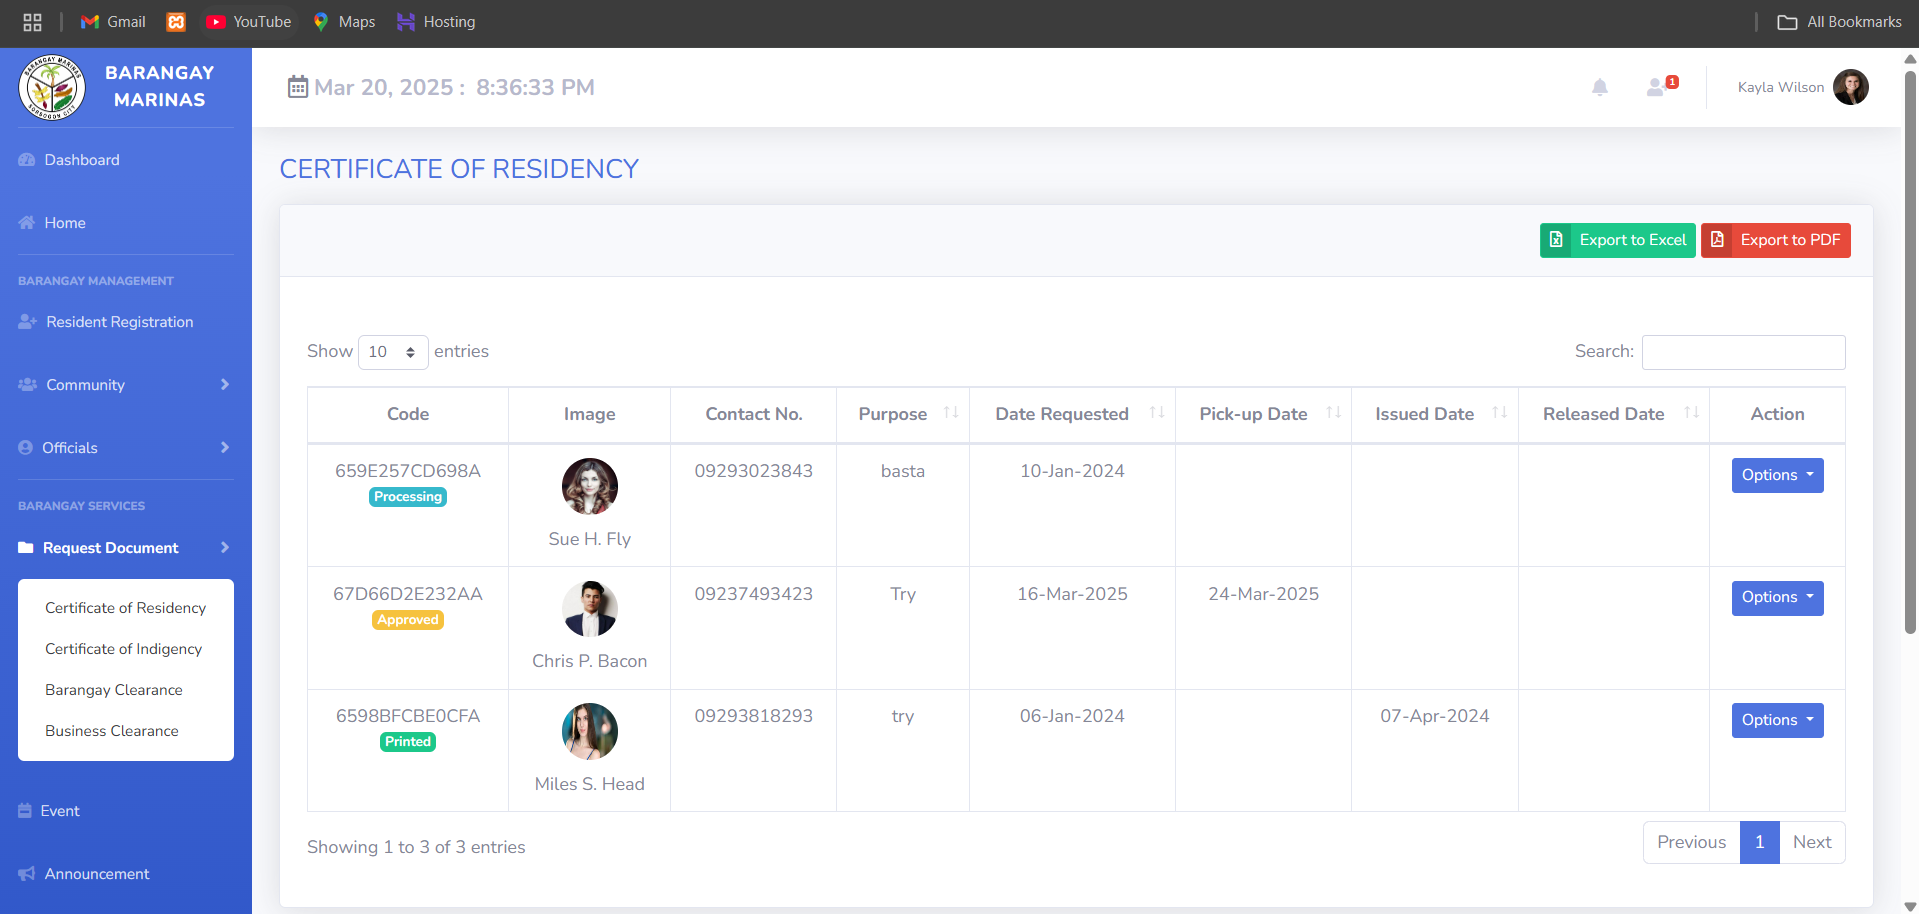 Gmail YouTube Maps Hosting All Bookmarks
BARANGAY MARINAS
SORSOGON CITY
BARANGAY
MARINAS
Mar 20, 2025 : 8:36:33 PM
1
Kayla Wilson
Dashboard
Home
BARANGAY MANAGEMENT
Resident Registration
Community
Officials
BARANGAY SERVICES
Request Document
Certificate of Residency
Certificate of Indigency
Barangay Clearance
Business Clearance
Event
Announcement
CERTIFICATE OF RESIDENCY
Export to Excel Export to PDF
Show 10 entries Search:
Code Image Contact No. Purpose Date Requested Pick-up Date Issued Date Released Date Action
659E257CD698A 09293023843 basta 10-Jan-2024 Options
Processing
Sue H. Fly
67D66D2E232AA 09237493423 Try 16-Mar-2025 24-Mar-2025 Options
Approved
Chris P. Bacon
6598BFCBE0CFA 09293818293 try 06-Jan-2024 07-Apr-2024 Options
Printed
Miles S. Head
Showing 1 to 3 of 3 entries
Previous 1 Next